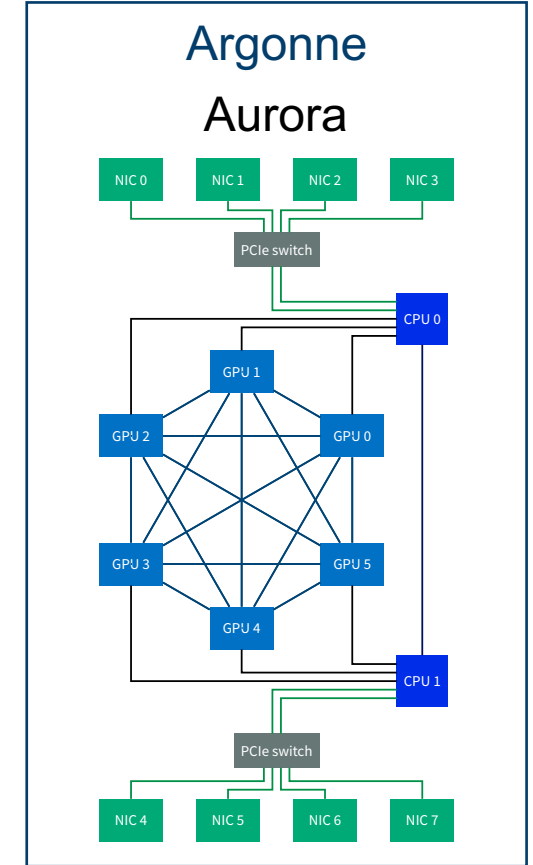 Argonne
Aurora
NIC 0
NIC 1
NIC 2
NIC 3
PCIe switch
CPU 0
GPU 1
GPU 2
GPU 0
GPU 3
GPU 5
GPU 4
CPU 1
PCIe switch
NIC 4
NIC 5
NIC 6
NIC 7